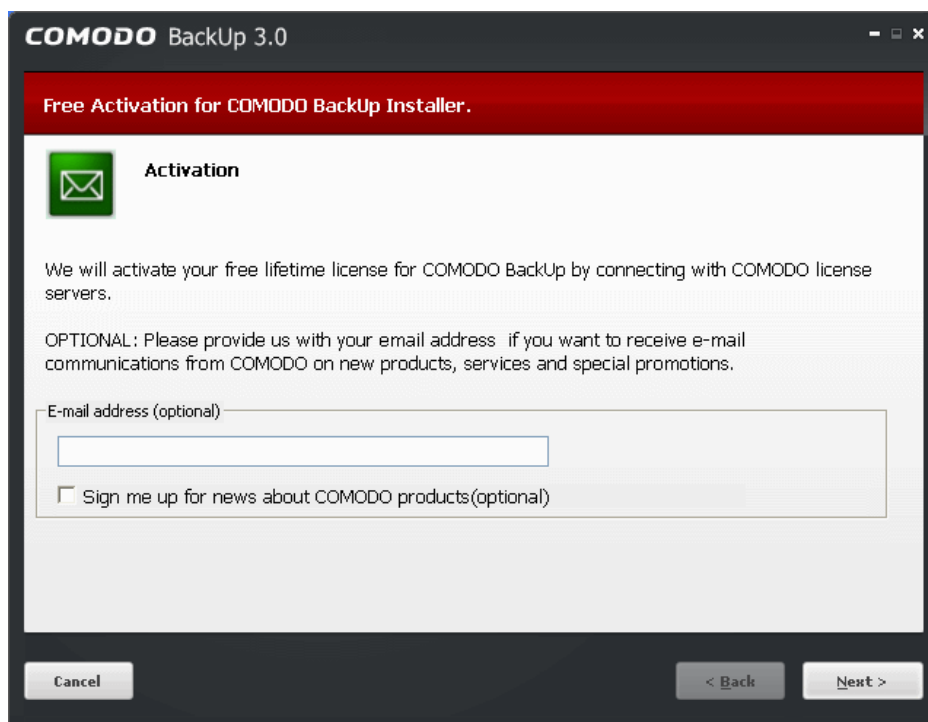 COMODO BackUp 3.0
Free Activation for COMODO BackUp Installer.
Activation
We will activate your free lifetime license for COMODO BackUp by connecting with COMODO license
servers.
OPTIONAL: Please provide us with your email address  if you want to receive e-mail
communications from COMODO on new products, services and special promotions.
E-mail address (optional)
Sign me up for news about COMODO products(optional)
Cancel
< Back
Next >